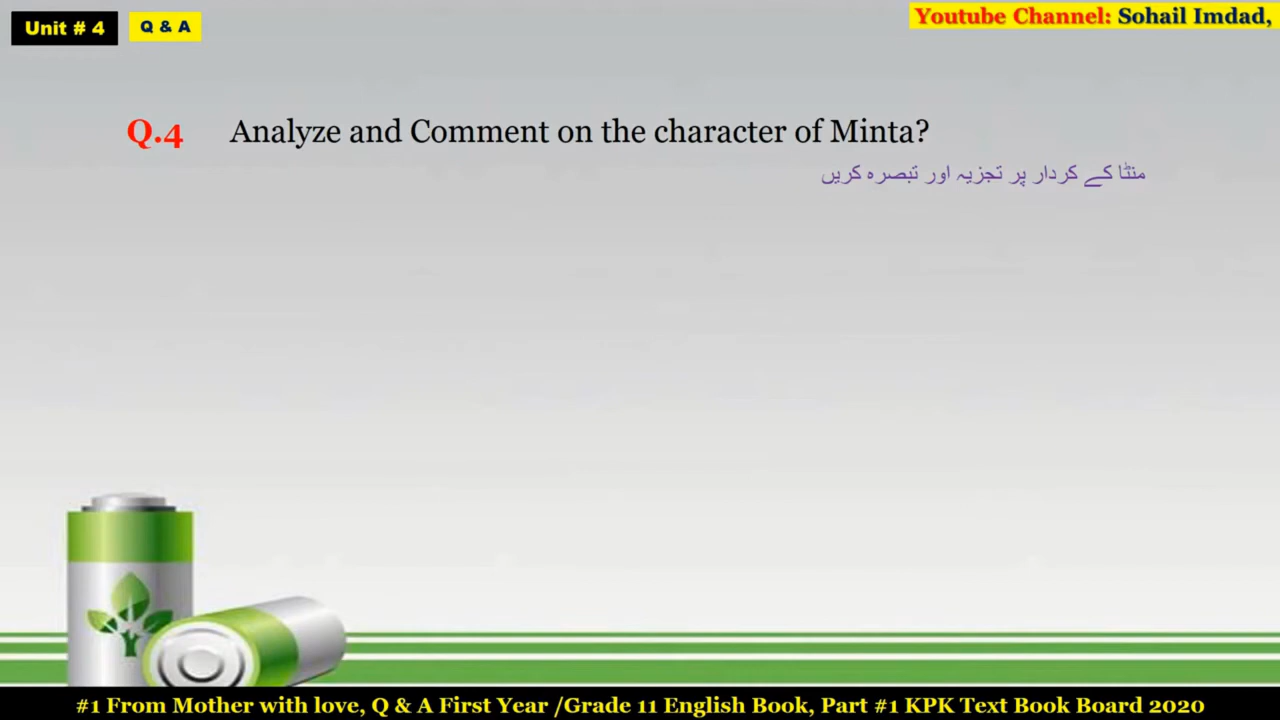 Unit # 4
Q & A
Youtube Channel: Sohail Imdad,
Q.4 Analyze and Comment on the character of Minta?
منٹا کے کردار پر تجزیہ اور تبصرہ کریں
#1 From Mother with love, Q & A First Year /Grade 11 English Book, Part #1 KPK Text Book Board 2020